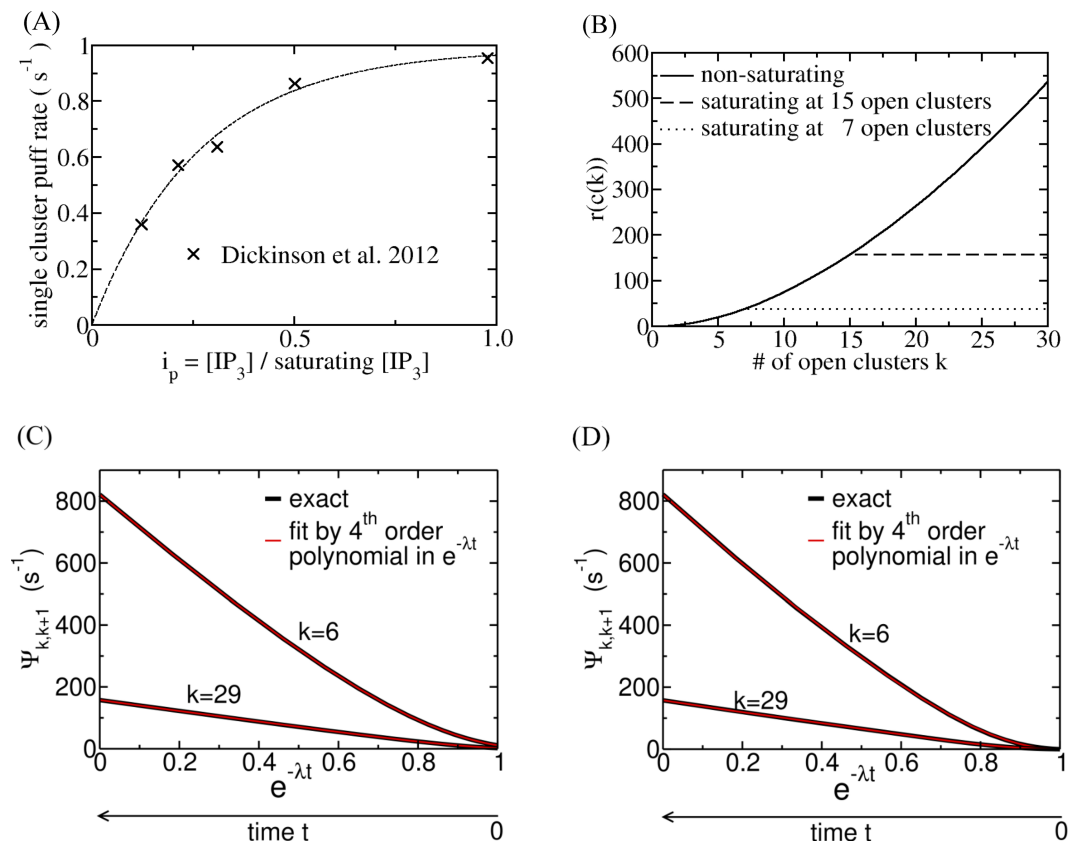 (A)
single cluster puff rate ( s⁻¹ )
1
0.8
0.6
0.4
0.2
0
× Dickinson et al. 2012
0 0.5 1.0
iₚ = [IP₃] / saturating [IP₃]
(B)
r(c(k))
600
500
400
300
200
100
0
non-saturating
saturating at 15 open clusters
saturating at 7 open clusters
0 5 10 15 20 25 30
# of open clusters k
(C)
Ψₖ,ₖ₊₁ (s⁻¹)
800
600
400
200
0
exact
fit by 4ᵗʰ order
polynomial in e^-λt
k=6
k=29
0 0.2 0.4 0.6 0.8 1
e^-λt
time t 0
(D)
Ψₖ,ₖ₊₁ (s⁻¹)
800
600
400
200
0
exact
fit by 4ᵗʰ order
polynomial in e^-λt
k=6
k=29
0 0.2 0.4 0.6 0.8 1
e^-λt
time t 0